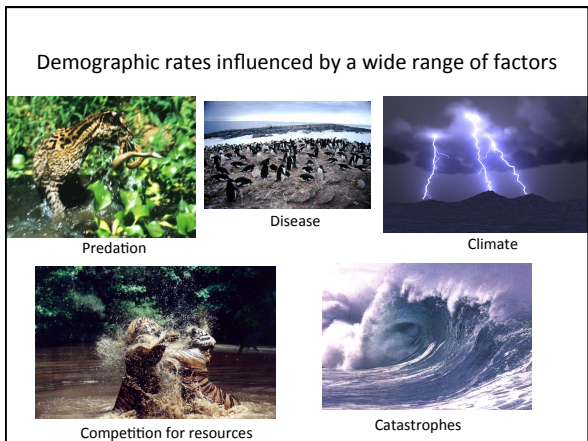 Demographic rates influenced by a wide range of factors
Predation
Disease
Climate
Competition for resources
Catastrophes